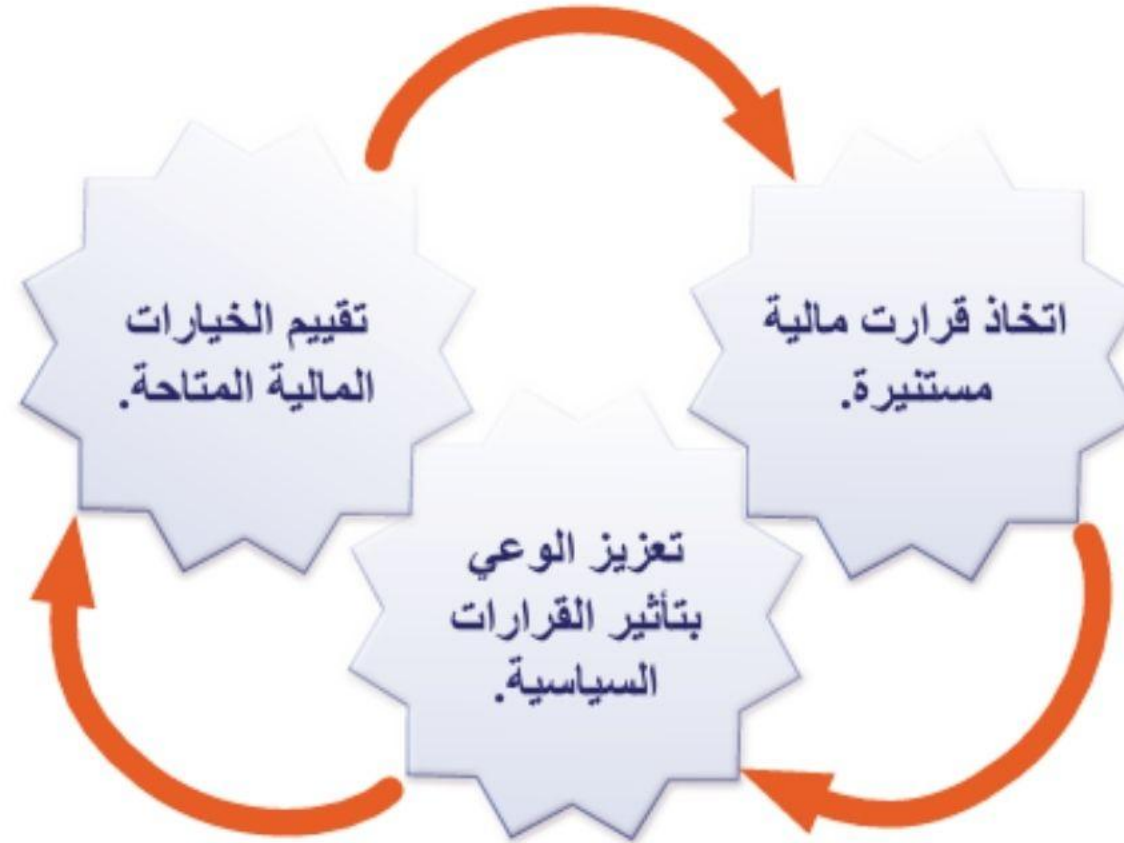 اتخاذ قرارت مالية
مستنيرة.
تعزيز الوعي
بتأثير القرارات
السياسية.
تقييم الخيارات
المالية المتاحة.